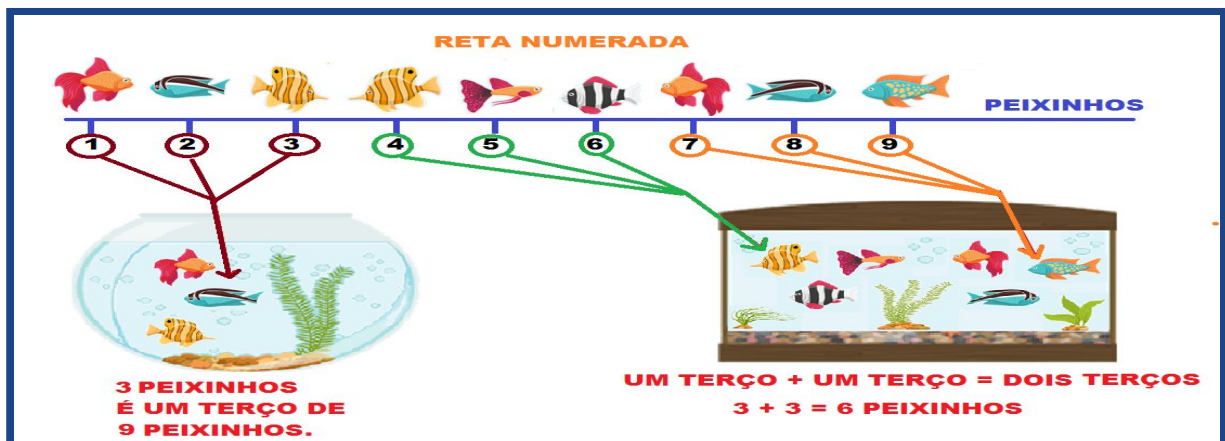 RETA NUMERADA
PEIXINHOS
1 2 3 4 5 6 7 8 9
3 PEIXINHOS
É UM TERÇO DE
9 PEIXINHOS.
UM TERÇO + UM TERÇO = DOIS TERÇOS
3 + 3 = 6 PEIXINHOS